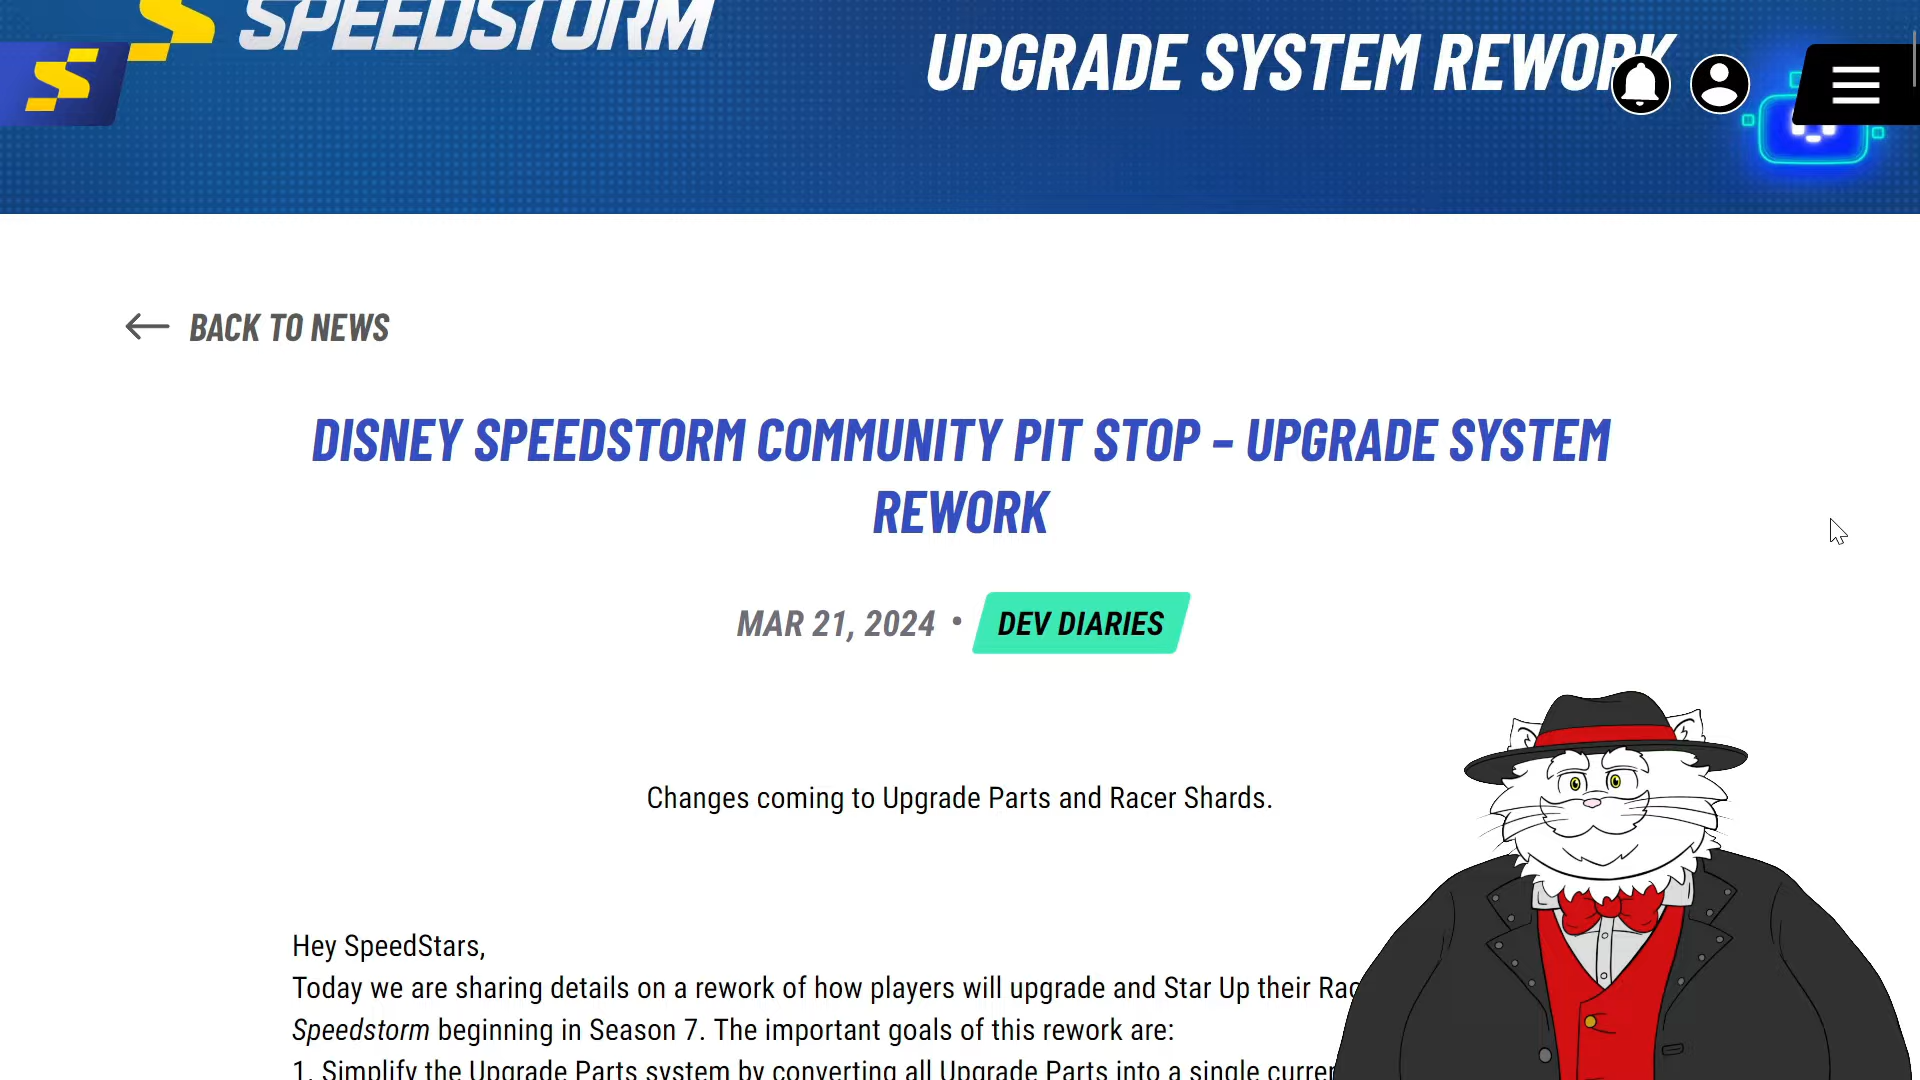 SPEEDSTORM
UPGRADE SYSTEM REWORK
BACK TO NEWS
DISNEY SPEEDSTORM COMMUNITY PIT STOP – UPGRADE SYSTEM
REWORK
MAR 21, 2024 • DEV DIARIES
Changes coming to Upgrade Parts and Racer Shards.
Hey SpeedStars,
Today we are sharing details on a rework of how players will upgrade and Star Up their
Speedstorm beginning in Season 7. The important goals of this rework are:
1. Simplify the Upgrade Parts system by converting all Upgrade Parts into a single